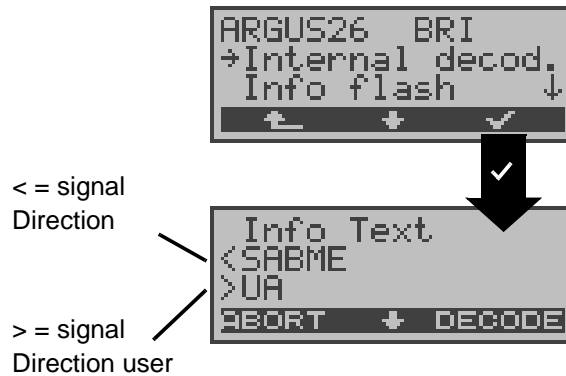 ARGUS26 BRI
→Internal decod.
Info flash ↓
< = signal
Direction
Info Text
<SABME
>UA
ABORT DECODE
> = signal
Direction user